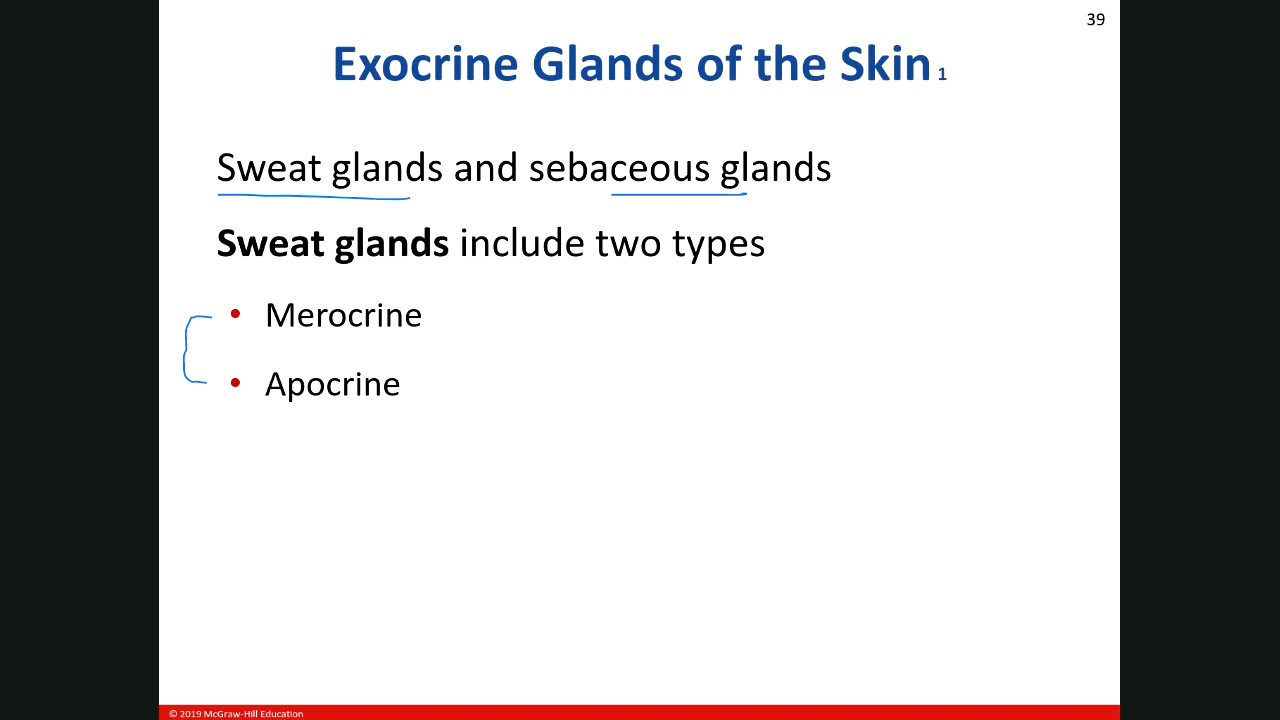 39
Exocrine Glands of the Skin 1
Sweat glands and sebaceous glands
Sweat glands include two types
• Merocrine
• Apocrine
© 2019 McGraw-Hill Education